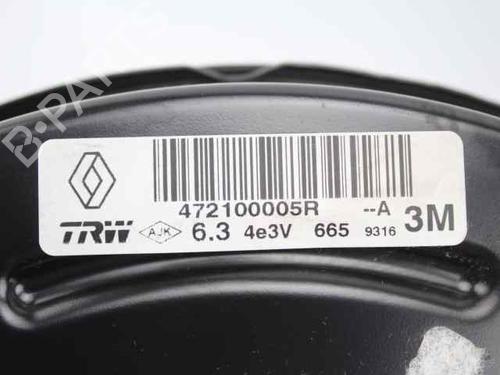 B-PARTS
472100005R --A
TRW AJK 6.3 4e3V 665 9316 3M